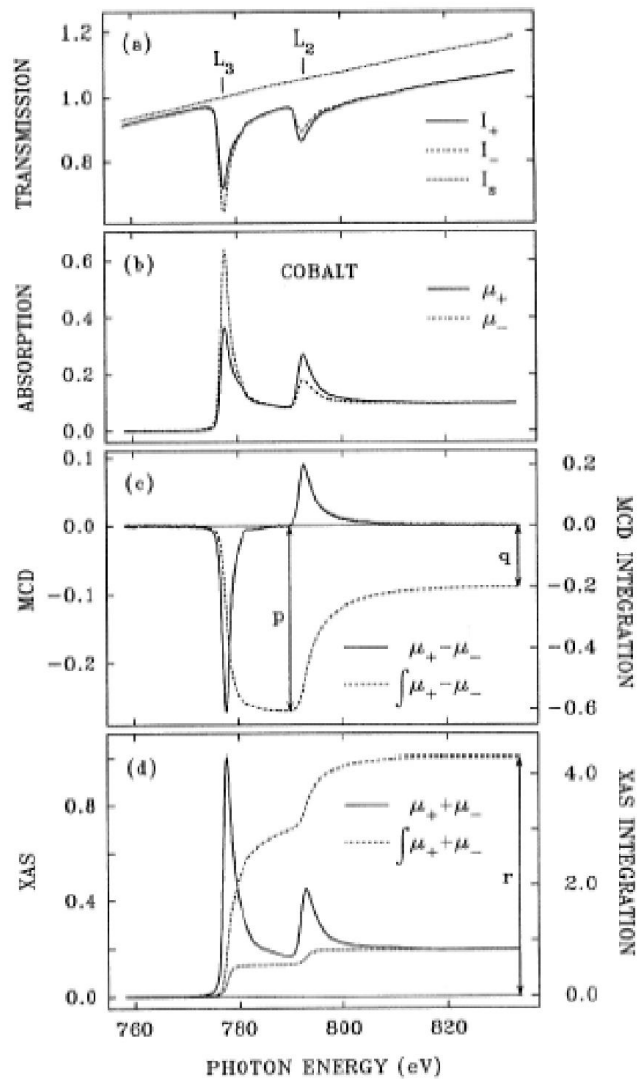 1.2
1.0
0.8
TRANSMISSION
(a)
L₃
L₂
I₊
I₋
Iₛ
0.6
0.4
0.2
0.0
ABSORPTION
(b)
COBALT
μ₊
μ₋
0.1
0.0
−0.1
−0.2
MCD
(c)
p
q
μ₊−μ₋
∫μ₊−μ₋
0.2
0.0
−0.2
−0.4
−0.6
MCD INTEGRATION
0.8
0.4
0.0
XAS
(d)
μ₊+μ₋
∫μ₊+μ₋
r
4.0
2.0
0.0
XAS INTEGRATION
760 780 800 820
PHOTON ENERGY (eV)